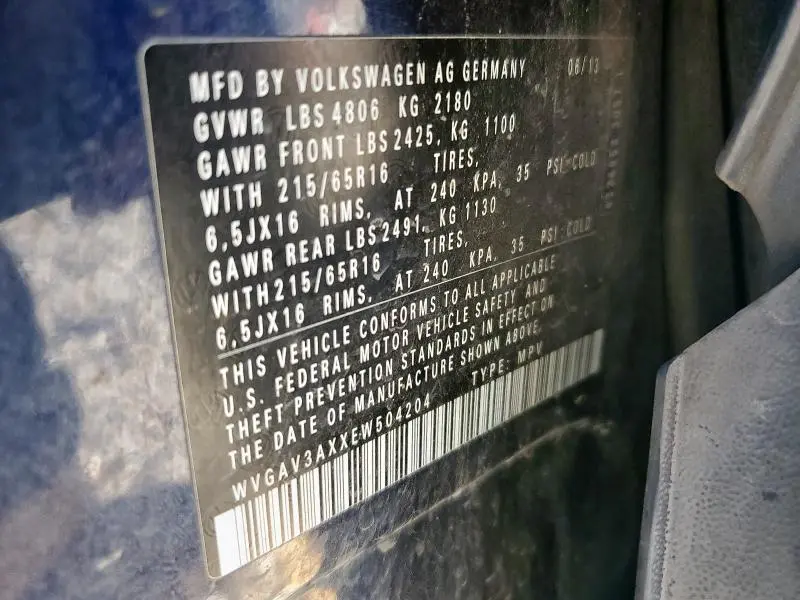 MFD BY VOLKSWAGEN AG GERMANY 06/13
GVWR LBS 4806 KG 2180
GAWR FRONT LBS 2425, KG 1100
WITH 215/65R16 TIRES,
6,5JX16 RIMS, AT 240 KPA, 35 PSI COLD
GAWR REAR LBS 2491, KG 1130
WITH 215/65R16 TIRES,
6,5JX16 RIMS, AT 240 KPA, 35 PSI COLD
THIS VEHICLE CONFORMS TO ALL APPLICABLE
U.S. FEDERAL MOTOR VEHICLE SAFETY AND
THEFT PREVENTION STANDARDS IN EFFECT ON
THE DATE OF MANUFACTURE SHOWN ABOVE.
WVGAV3AXXEW504204 TYPE: MPV